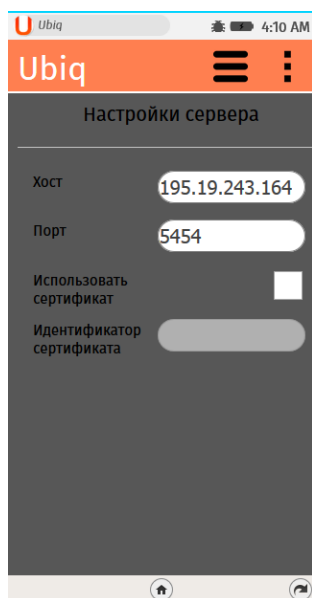 Ubiq
4:10 AM
Ubiq
Настройки сервера
Хост
195.19.243.164
Порт
5454
Использовать
сертификат
Идентификатор
сертификата